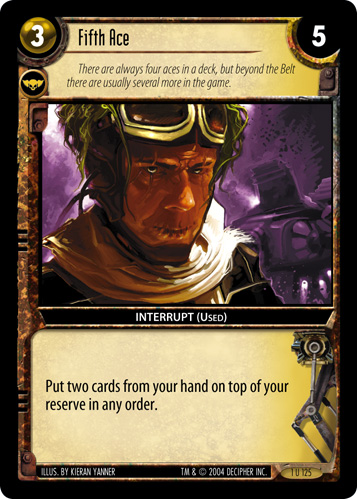 3
Fifth Ace
5
There are always four aces in a deck, but beyond the Belt
there are usually several more in the game.
INTERRUPT (USED)
Put two cards from your hand on top of your
reserve in any order.
ILLUS. BY KIERAN YANNER
TM & © 2004 DECIPHER INC.
1 U 125